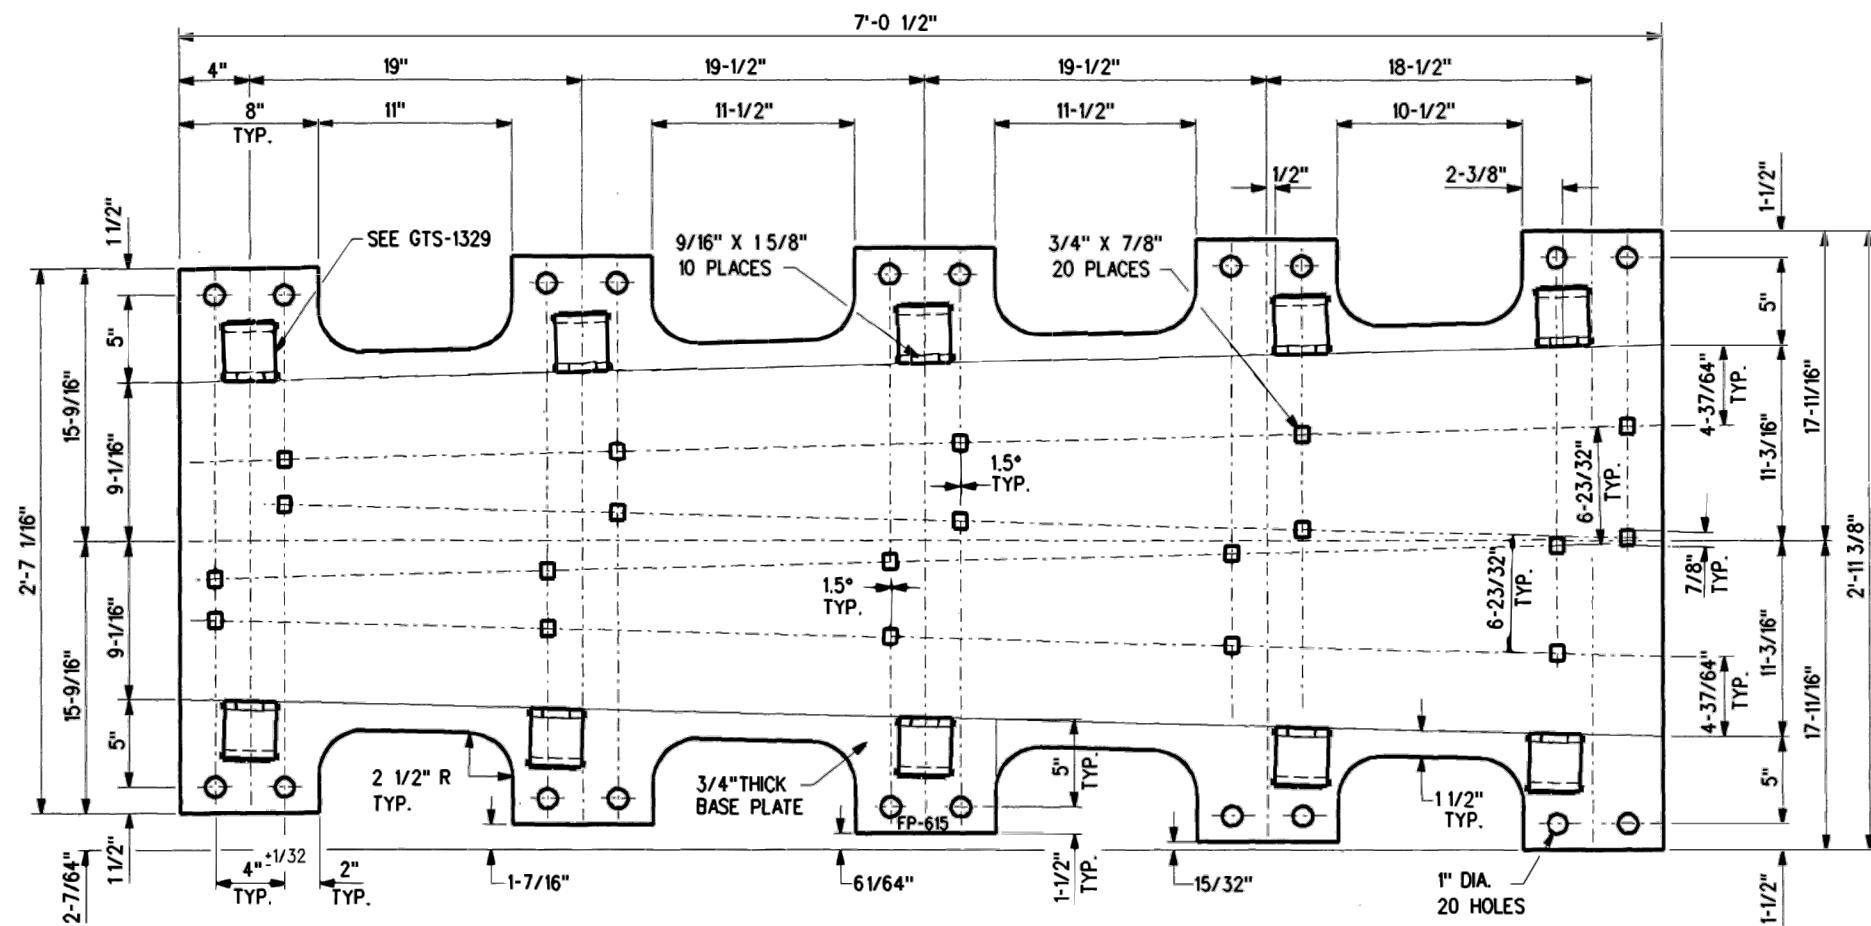 7'-0 1/2"
4"
19"
19-1/2"
19-1/2"
18-1/2"
8"
TYP.
11"
11-1/2"
11-1/2"
10-1/2"
1/2"
2-3/8"
1 1/2"
1-1/2"
SEE GTS-1329
9/16" X 1 5/8"
10 PLACES
3/4" X 7/8"
20 PLACES
5"
5"
15-9/16"
9-1/16"
4-37/64"
TYP.
11-3/16"
17-11/16"
1.5°
TYP.
6-23/32"
TYP.
2'-7 1/16"
2'-11 3/8"
1.5°
TYP.
6-23/32"
TYP.
7/8"
TYP.
9-1/16"
15-9/16"
11-3/16"
4-37/64"
TYP.
17-11/16"
5"
2 1/2" R
TYP.
3/4" THICK
BASE PLATE
5"
TYP.
1 1/2"
TYP.
5"
FP-615
2-7/64"
1 1/2"
4" ±1/32
TYP.
2"
TYP.
1-7/16"
61/64"
1-1/2"
TYP.
15/32"
1" DIA.
20 HOLES
1-1/2"